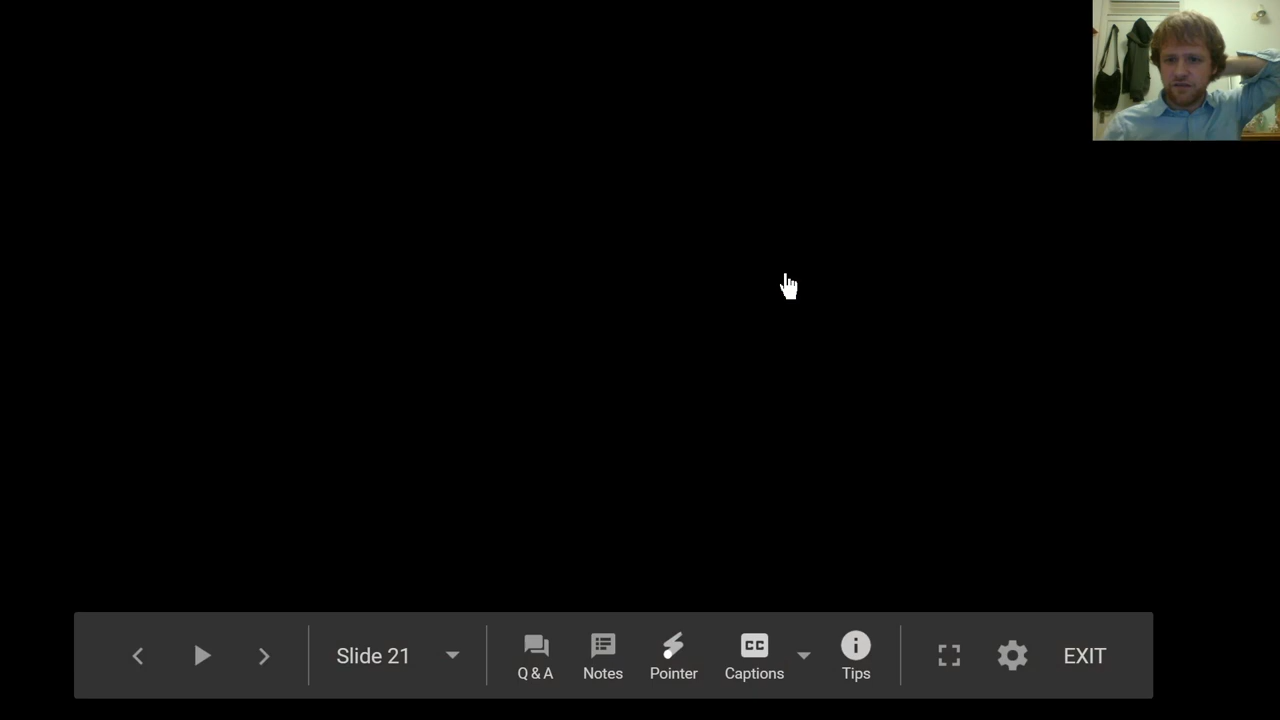 Slide 21
Q & A
Notes
Pointer
CC
Captions
Tips
EXIT